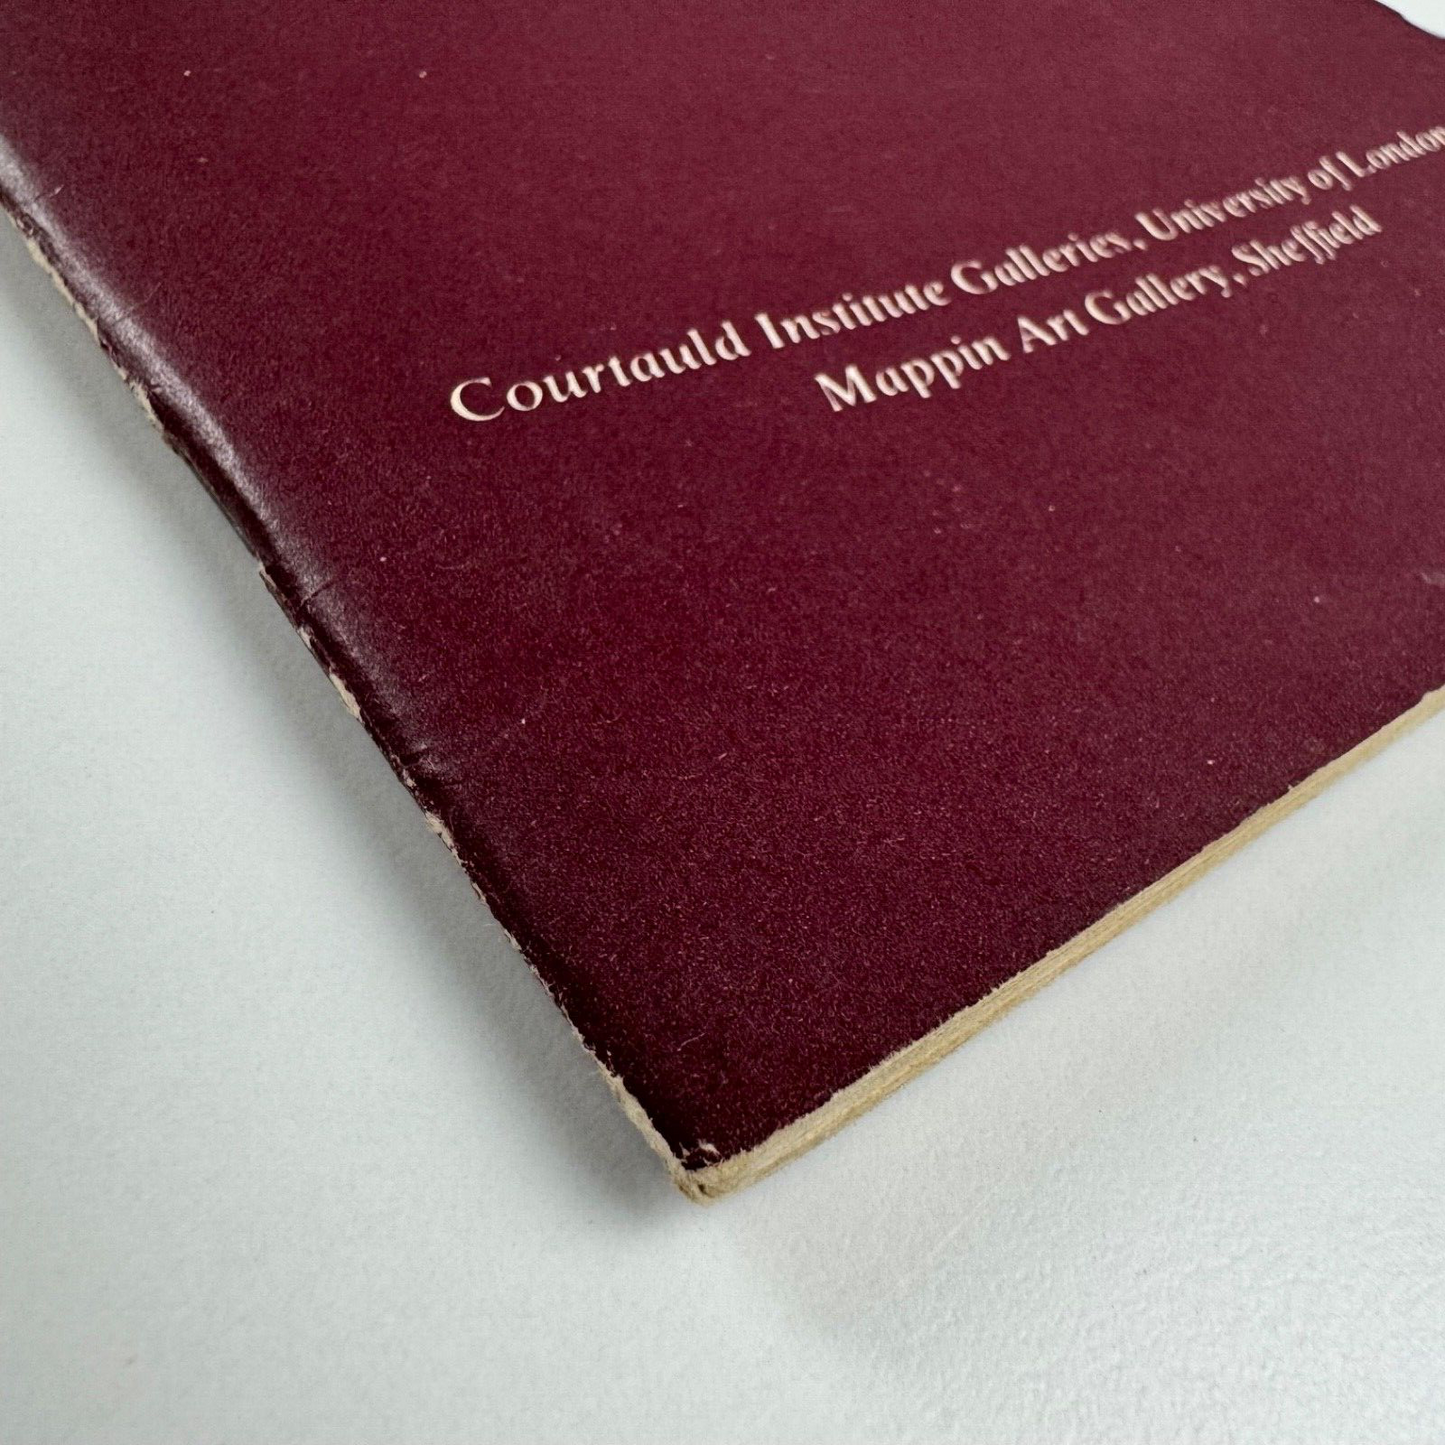 Courtauld Institute Galleries, University of London
Mappin Art Gallery, Sheffield